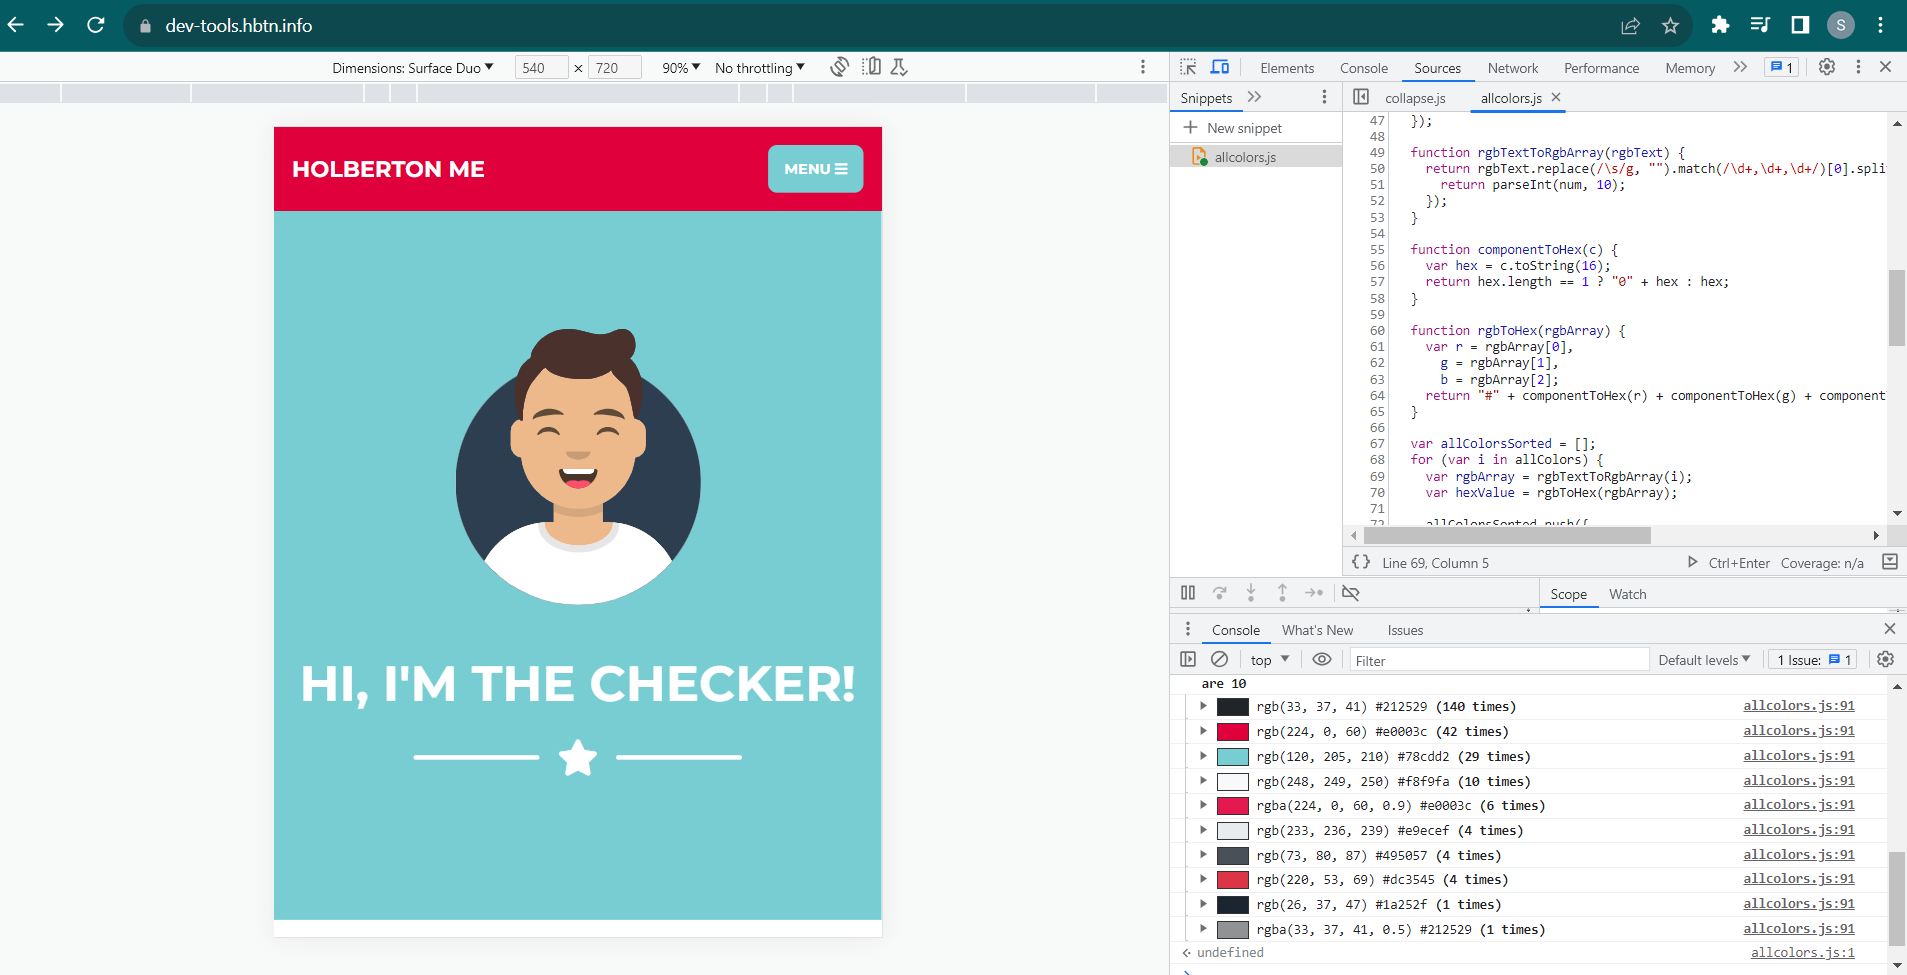 dev-tools.hbtn.info
S
Dimensions: Surface Duo 540 × 720 90% No throttling
Elements Console Sources Network Performance Memory 1
Snippets
collapse.js allcolors.js
New snippet
allcolors.js
47 });
48
49 function rgbTextToRgbArray(rgbText) {
50 return rgbText.replace(/\s/g, "").match(/\d+,\d+,\d+/)[0].spli
51 return parseInt(num, 10);
52 });
53 }
54
55 function componentToHex(c) {
56 var hex = c.toString(16);
57 return hex.length == 1 ? "0" + hex : hex;
58 }
59
60 function rgbToHex(rgbArray) {
61 var r = rgbArray[0],
62 g = rgbArray[1],
63 b = rgbArray[2];
64 return "#" + componentToHex(r) + componentToHex(g) + component
65 }
66
67 var allColorsSorted = [];
68 for (var i in allColors) {
69 var rgbArray = rgbTextToRgbArray(i);
70 var hexValue = rgbToHex(rgbArray);
71
72 allColorsSorted.push({
{} Line 69, Column 5 Ctrl+Enter Coverage: n/a
Scope Watch
Console What's New Issues
top Filter Default levels 1 Issue: 1
are 10
rgb(33, 37, 41) #212529 (140 times) allcolors.js:91
rgb(224, 0, 60) #e0003c (42 times) allcolors.js:91
rgb(120, 205, 210) #78cdd2 (29 times) allcolors.js:91
rgb(248, 249, 250) #f8f9fa (10 times) allcolors.js:91
rgba(224, 0, 60, 0.9) #e0003c (6 times) allcolors.js:91
rgb(233, 236, 239) #e9ecef (4 times) allcolors.js:91
rgb(73, 80, 87) #495057 (4 times) allcolors.js:91
rgb(220, 53, 69) #dc3545 (4 times) allcolors.js:91
rgb(26, 37, 47) #1a252f (1 times) allcolors.js:91
rgba(33, 37, 41, 0.5) #212529 (1 times) allcolors.js:91
undefined allcolors.js:1
HOLBERTON ME
MENU
HI, I'M THE CHECKER!